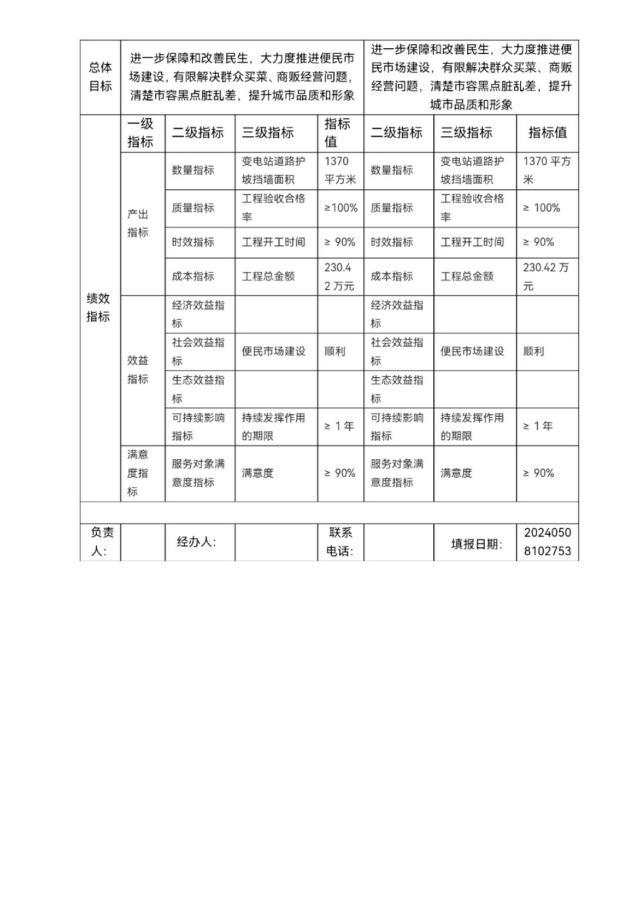 总体
目标
进一步保障和改善民生，大力度推进便民市
场建设，有限解决群众买菜、商贩经营问题，
清楚市容黑点脏乱差，提升城市品质和形象
进一步保障和改善民生，大力度推进便
民市场建设，有限解决群众买菜、商贩
经营问题，清楚市容黑点脏乱差，提升
城市品质和形象
绩效
指标
一级
指标
二级指标
三级指标
指标
值
二级指标
三级指标
指标值
产出
指标
数量指标
变电站道路护
坡挡墙面积
1370
平方米
数量指标
变电站道路护
坡挡墙面积
1370 平方
米
质量指标
工程验收合格
率
≥100%
质量指标
工程验收合格
率
≥ 100%
时效指标
工程开工时间
≥ 90%
时效指标
工程开工时间
≥ 90%
成本指标
工程总金额
230.4
2万元
成本指标
工程总金额
230.42 万
元
效益
指标
经济效益指
标
经济效益指
标
社会效益指
标
便民市场建设
顺利
社会效益指
标
便民市场建设
顺利
生态效益指
标
生态效益指
标
可持续影响
指标
持续发挥作用
的期限
≥ 1 年
可持续影响
指标
持续发挥作用
的期限
≥ 1 年
满意
度指
标
服务对象满
意度指标
满意度
≥ 90%
服务对象满
意度指标
满意度
≥ 90%
负责
人：
经办人：
联系
电话：
填报日期：
2024050
8102753